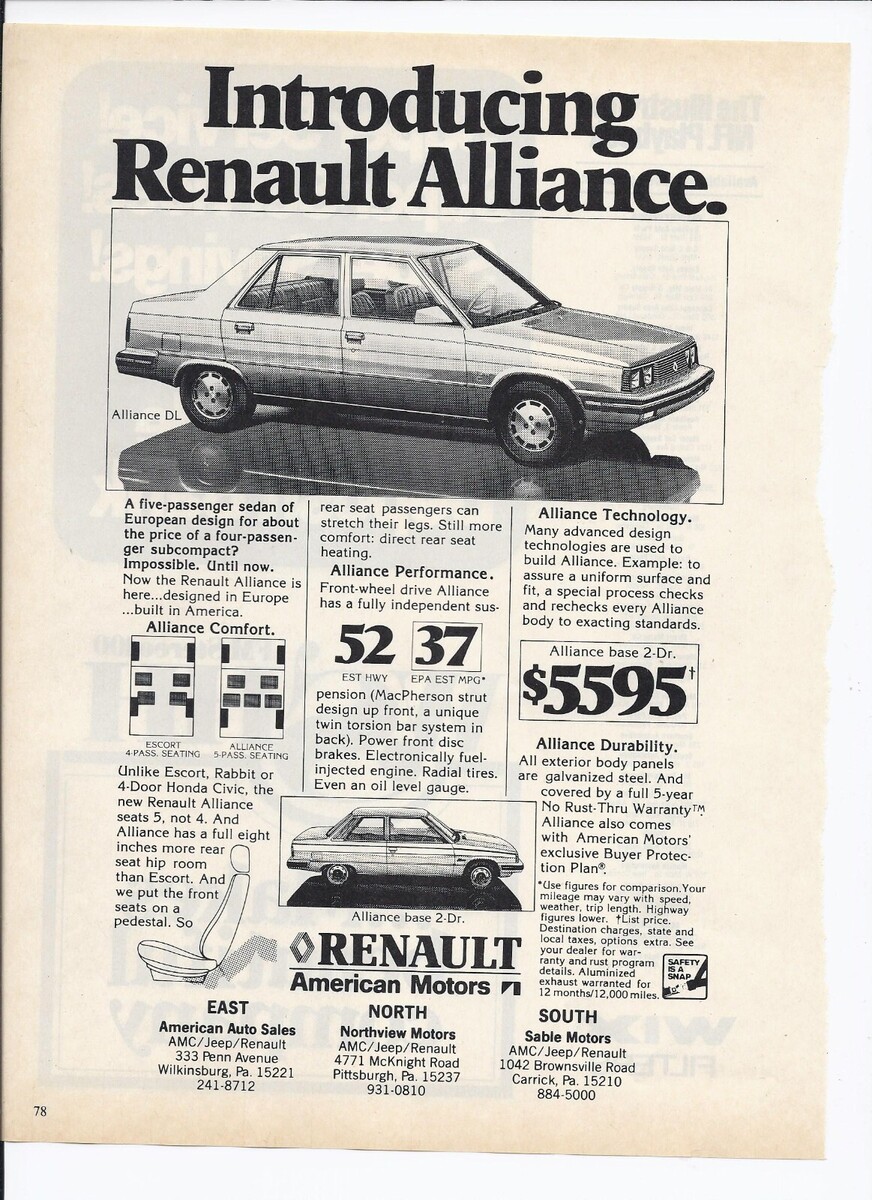 Introducing
Renault Alliance.
Alliance DL
A five-passenger sedan of
European design for about
the price of a four-passen-
ger subcompact?
Impossible. Until now.
Now the Renault Alliance is
here...designed in Europe
...built in America.
Alliance Comfort.
ESCORT
4-PASS. SEATING
ALLIANCE
5-PASS. SEATING
Unlike Escort, Rabbit or
4-Door Honda Civic, the
new Renault Alliance
seats 5, not 4. And
Alliance has a full eight
inches more rear
seat hip room
than Escort. And
we put the front
seats on a
pedestal. So
rear seat passengers can
stretch their legs. Still more
comfort: direct rear seat
heating.
Alliance Performance.
Front-wheel drive Alliance
has a fully independent sus-
52 37
EST HWY EPA EST MPG*
pension (MacPherson strut
design up front, a unique
twin torsion bar system in
back). Power front disc
brakes. Electronically fuel-
injected engine. Radial tires.
Even an oil level gauge.
Alliance base 2-Dr.
Alliance Technology.
Many advanced design
technologies are used to
build Alliance. Example: to
assure a uniform surface and
fit, a special process checks
and rechecks every Alliance
body to exacting standards.
Alliance base 2-Dr.
$5595†
Alliance Durability.
All exterior body panels
are galvanized steel. And
covered by a full 5-year
No Rust-Thru Warranty™.
Alliance also comes
with American Motors'
exclusive Buyer Protec-
tion Plan®.
*Use figures for comparison. Your
mileage may vary with speed,
weather, trip length. Highway
figures lower. †List price.
Destination charges, state and
local taxes, options extra. See
your dealer for war-
ranty and rust program
details. Aluminized
exhaust warranted for
12 months/12,000 miles.
SAFETY
IS A
SNAP
RENAULT
American Motors
EAST
American Auto Sales
AMC/Jeep/Renault
333 Penn Avenue
Wilkinsburg, Pa. 15221
241-8712
NORTH
Northview Motors
AMC/Jeep/Renault
4771 McKnight Road
Pittsburgh, Pa. 15237
931-0810
SOUTH
Sable Motors
AMC/Jeep/Renault
1042 Brownsville Road
Carrick, Pa. 15210
884-5000
78